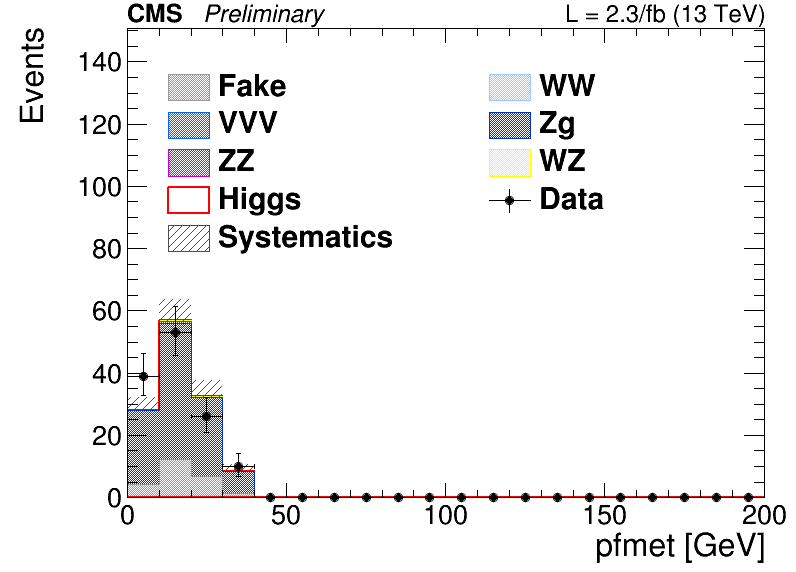 CMS Preliminary L = 2.3/fb (13 TeV)
Events
140
120
100
80
60
40
20
0
Fake WW
VVV Zg
ZZ WZ
Higgs Data
Systematics
0 50 100 150 200
pfmet [GeV]